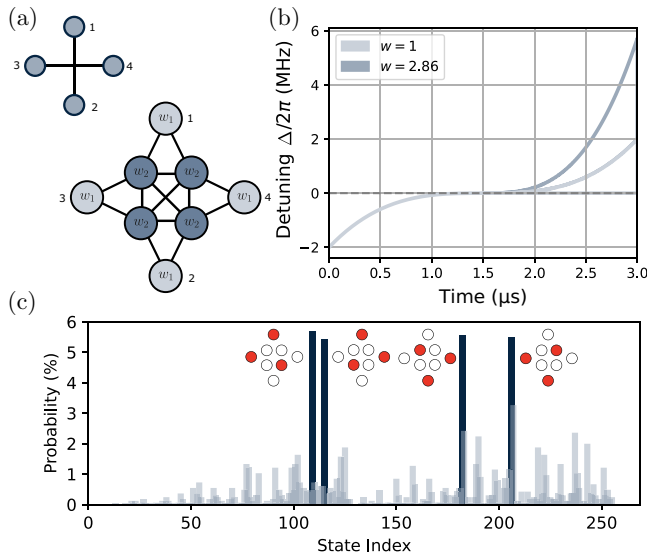 (a)
1
3
4
2
w₁
1
w₂
w₂
3
w₁
w₁
4
w₂
w₂
w₁
2
(b)
Detuning Δ/2π (MHz)
6
4
2
0
−2
w = 1
w = 2.86
0.0
0.5
1.0
1.5
2.0
2.5
3.0
Time (μs)
(c)
Probability (%)
6
5
4
3
2
1
0
0
50
100
150
200
250
State Index